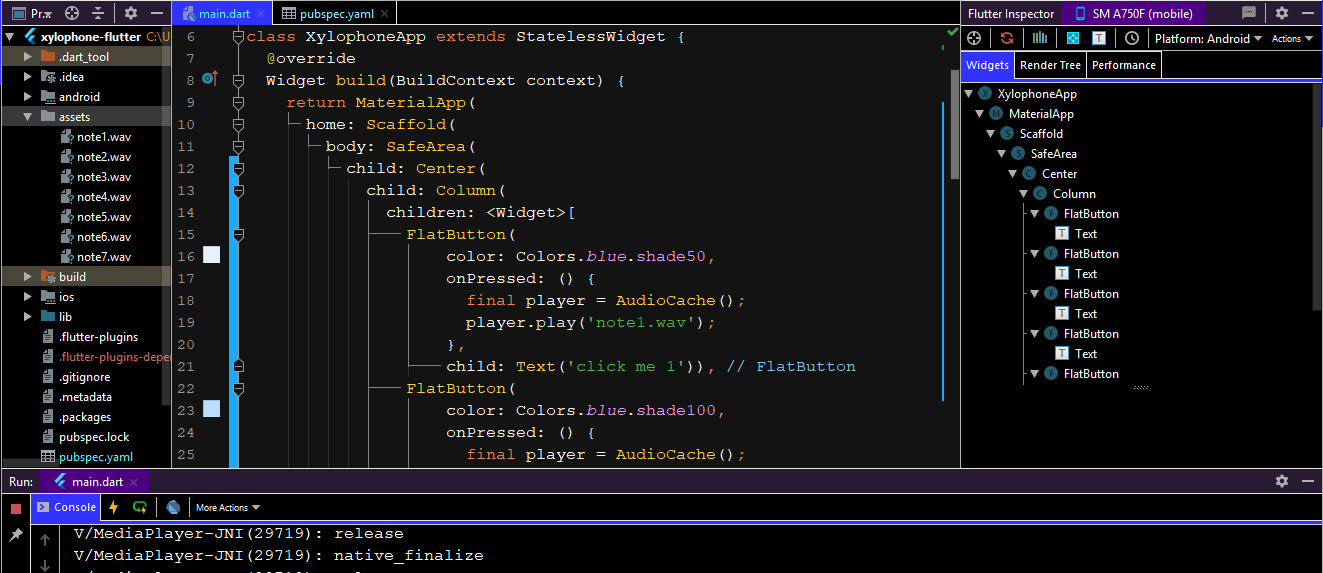 Pr...
main.dart
pubspec.yaml
Flutter Inspector
SM A750F (mobile)
xylophone-flutter C:\U
.dart_tool
.idea
android
assets
note1.wav
note2.wav
note3.wav
note4.wav
note5.wav
note6.wav
note7.wav
build
ios
lib
.flutter-plugins
.flutter-plugins-depe
.gitignore
.metadata
.packages
pubspec.lock
pubspec.yaml
6 class XylophoneApp extends StatelessWidget {
7 @override
8 Widget build(BuildContext context) {
9 return MaterialApp(
10 home: Scaffold(
11 body: SafeArea(
12 child: Center(
13 child: Column(
14 children: <Widget>[
15 FlatButton(
16 color: Colors.blue.shade50,
17 onPressed: () {
18 final player = AudioCache();
19 player.play('note1.wav');
20 },
21 child: Text('click me 1')), // FlatButton
22 FlatButton(
23 color: Colors.blue.shade100,
24 onPressed: () {
25 final player = AudioCache();
Platform: Android
Actions
Widgets
Render Tree
Performance
XylophoneApp
MaterialApp
Scaffold
SafeArea
Center
Column
FlatButton
Text
FlatButton
Text
FlatButton
Text
FlatButton
Text
FlatButton
Run:
main.dart
Console
More Actions
V/MediaPlayer-JNI(29719): release
V/MediaPlayer-JNI(29719): native_finalize